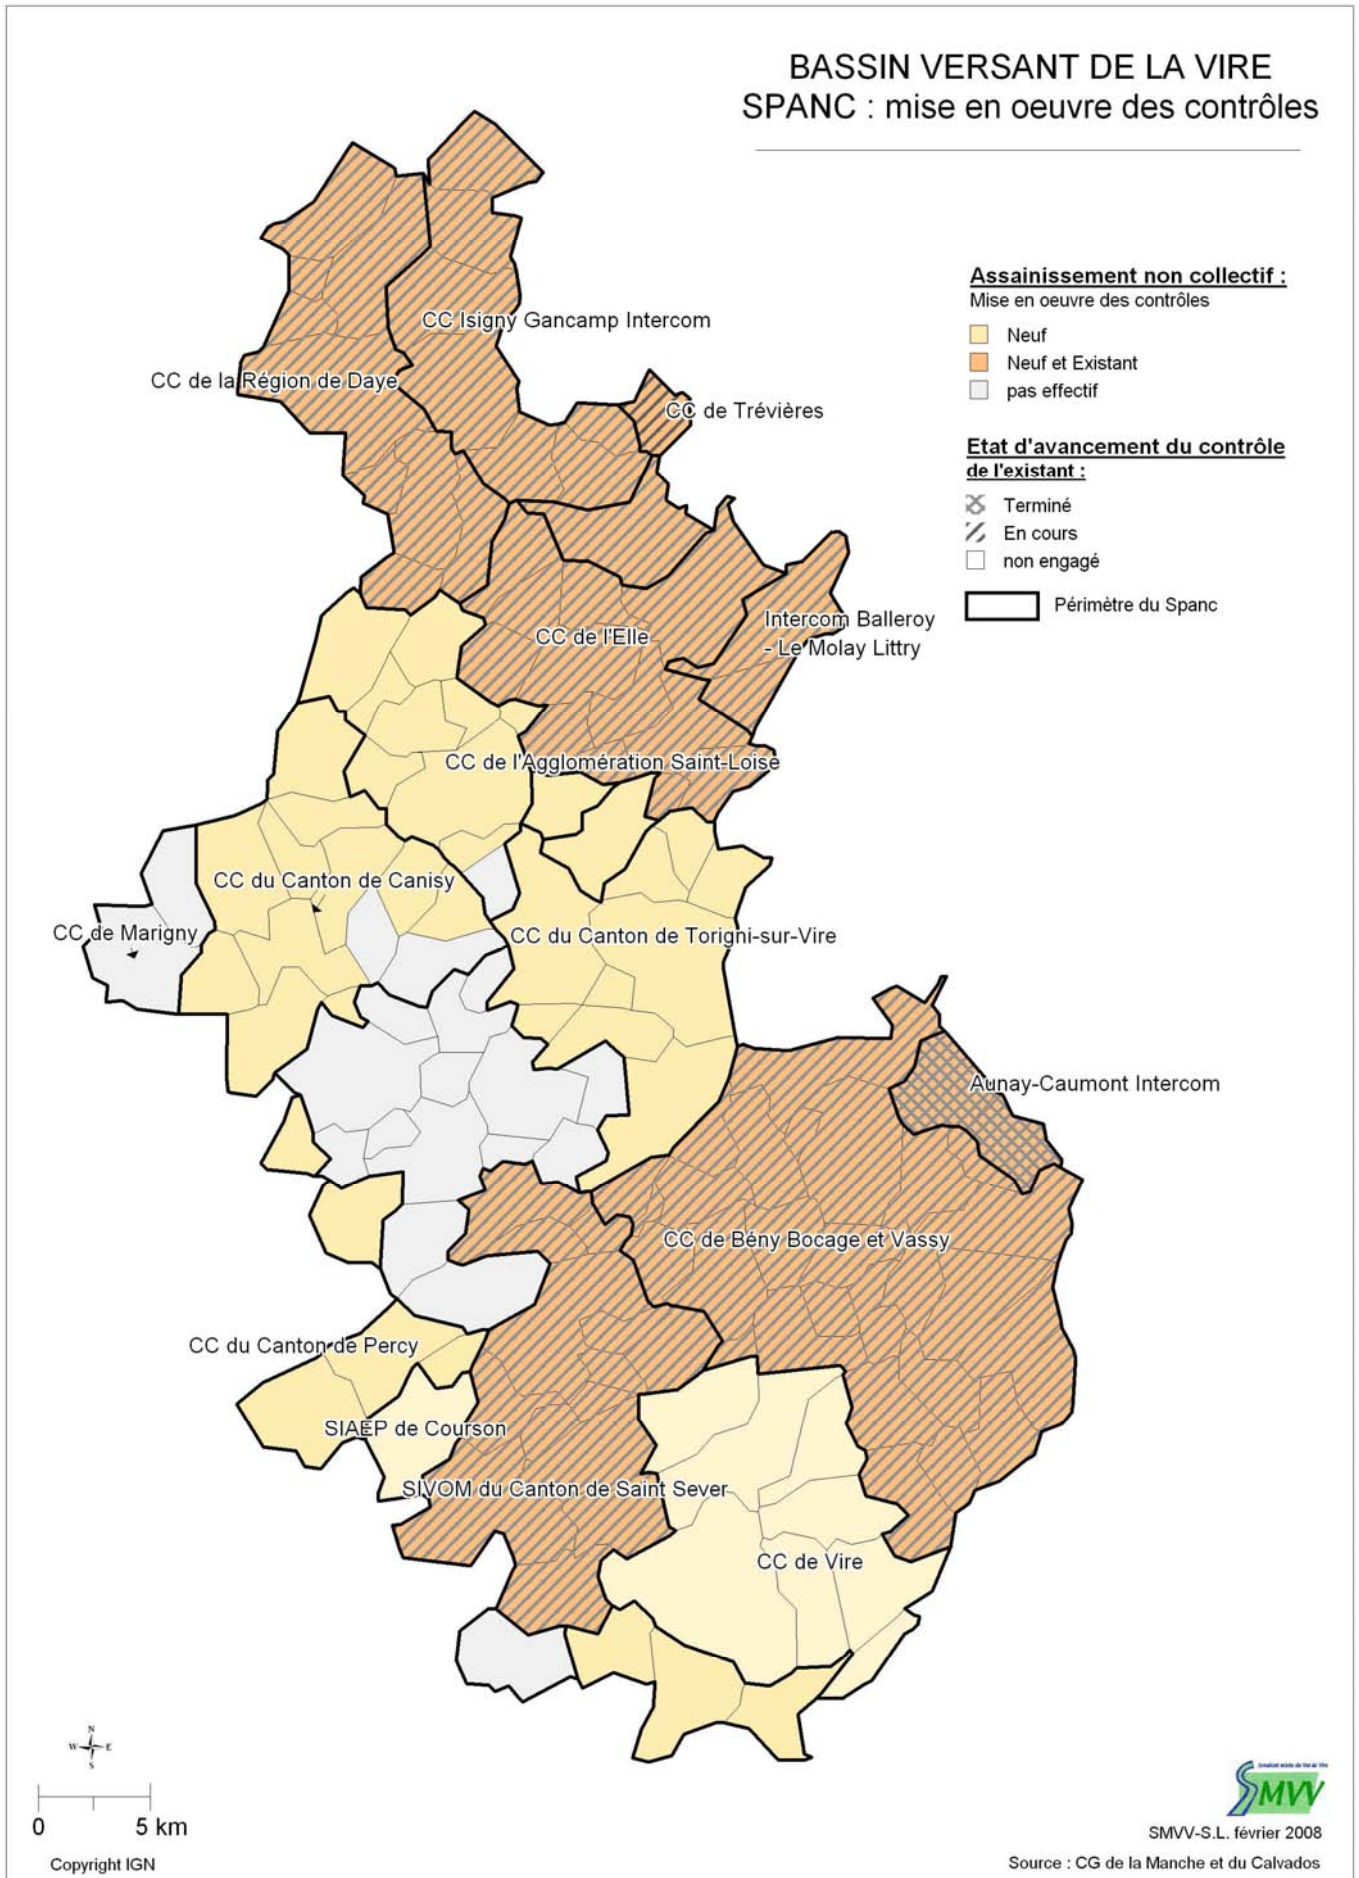 BASSIN VERSANT DE LA VIRE
SPANC : mise en oeuvre des contrôles
Assainissement non collectif :
Mise en oeuvre des contrôles
Neuf
Neuf et Existant
pas effectif
Etat d'avancement du contrôle
de l'existant :
Terminé
En cours
non engagé
Périmètre du Spanc
CC Isigny Gancamp Intercom
CC de la Région de Daye
CC de Trévières
Intercom Balleroy
- Le Molay Littry
CC de l'Elle
CC de l'Agglomération Saint-Loise
CC du Canton de Canisy
CC de Marigny
CC du Canton de Torigni-sur-Vire
Aunay-Caumont Intercom
CC de Bény Bocage et Vassy
CC du Canton de Percy
SIAEP de Courson
SIVOM du Canton de Saint Sever
CC de Vire
N
W E
S
0 5 km
Copyright IGN
Syndicat mixte du Val de Vire
SMVV
SMVV-S.L. février 2008
Source : CG de la Manche et du Calvados